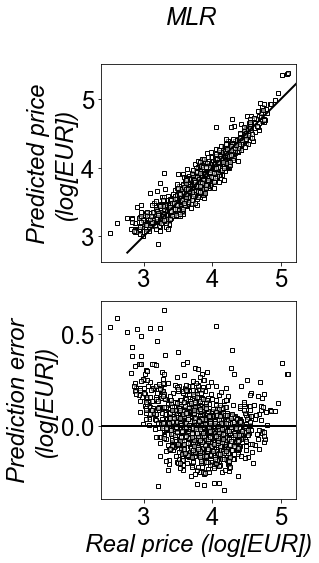 MLR
Predicted price
(log[EUR])
5
4
3
3 4 5
Prediction error
(log[EUR])
0.5
0.0
3 4 5
Real price (log[EUR])